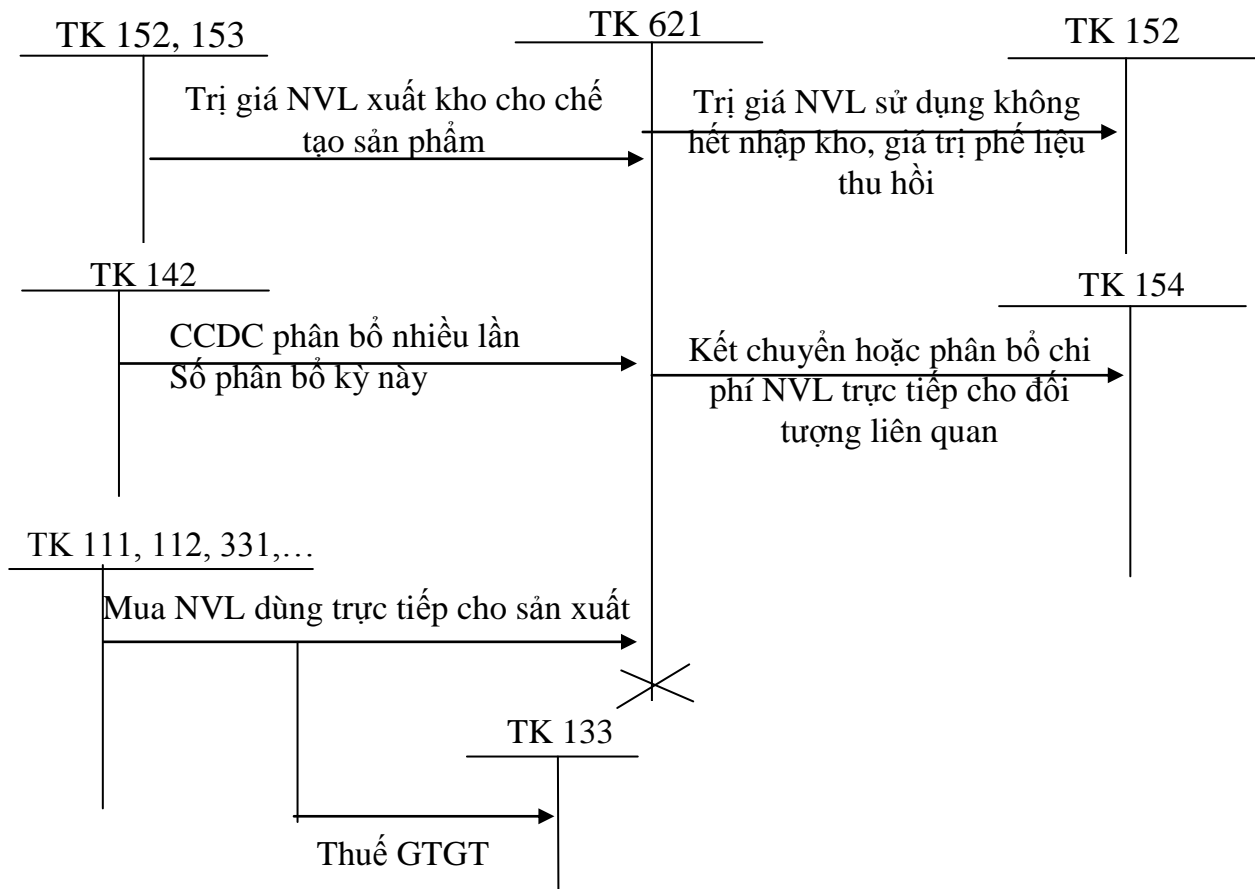 TK 152, 153
TK 621
TK 152
Trị giá NVL xuất kho cho chế
tạo sản phẩm
Trị giá NVL sử dụng không
hết nhập kho, giá trị phế liệu
thu hồi
TK 142
TK 154
CCDC phân bổ nhiều lần
Số phân bổ kỳ này
Kết chuyển hoặc phân bổ chi
phí NVL trực tiếp cho đối
tượng liên quan
TK 111, 112, 331,…
Mua NVL dùng trực tiếp cho sản xuất
TK 133
Thuế GTGT